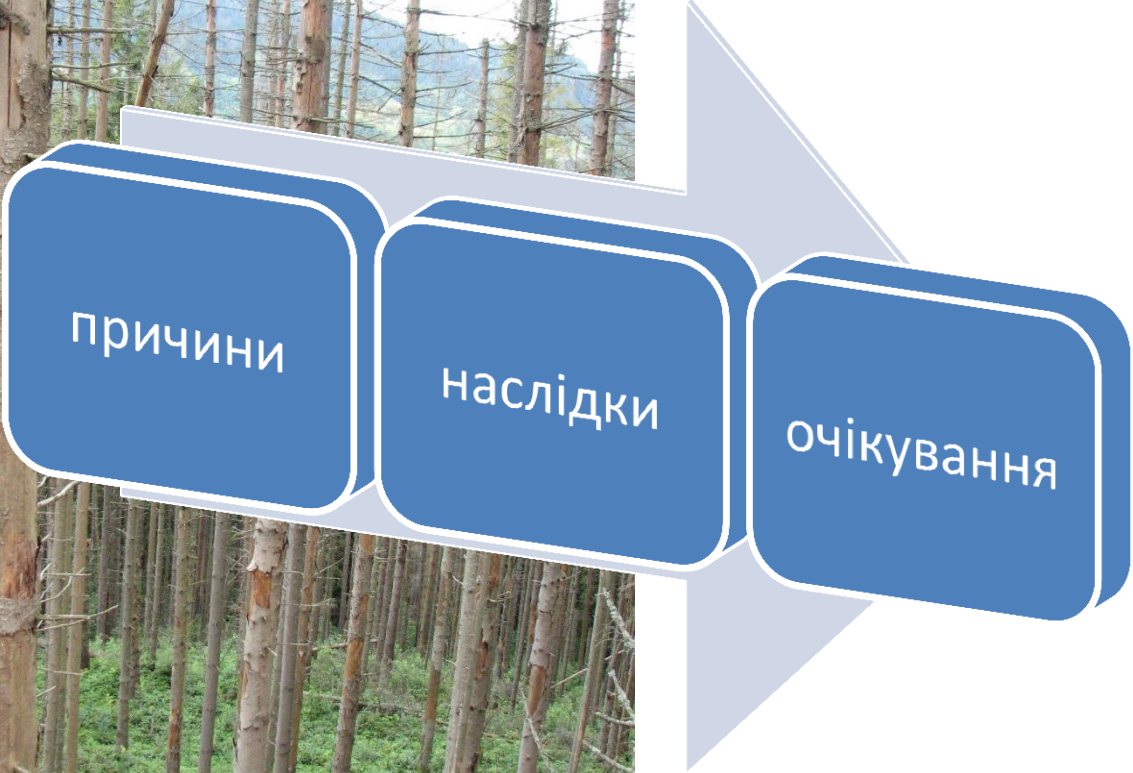 причини
наслідки
очікування